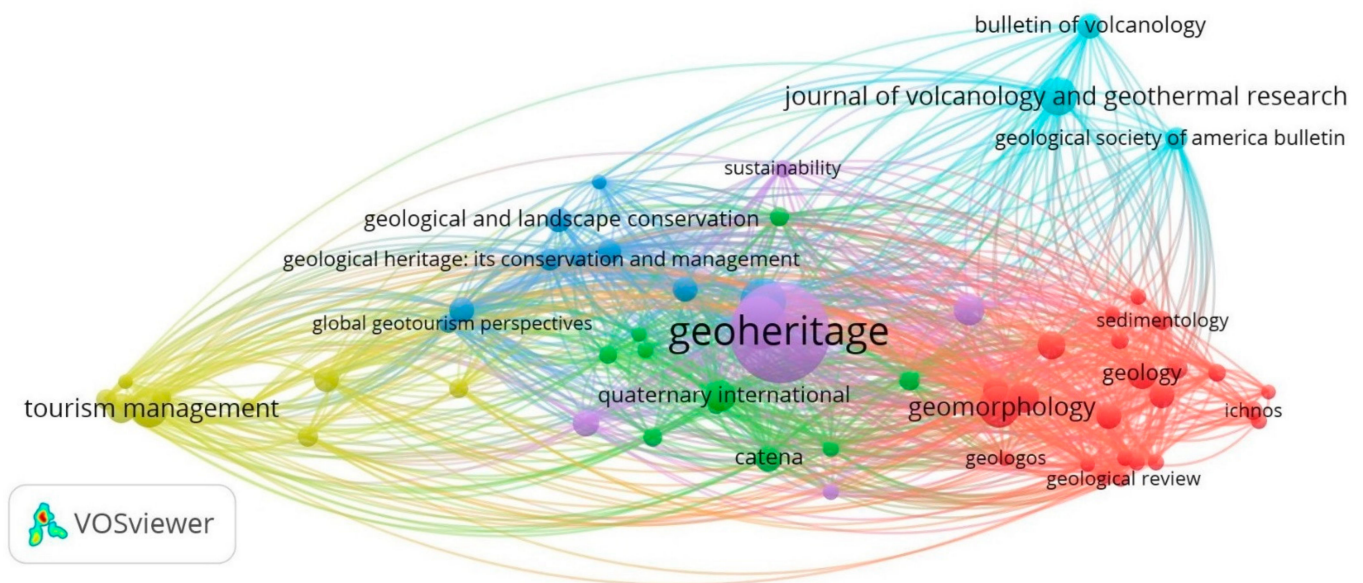 bulletin of volcanology
journal of volcanology and geothermal research
geological society of america bulletin
sustainability
geological and landscape conservation
geological heritage: its conservation and management
global geotourism perspectives
sedimentology
geoheritage
geology
quaternary international
tourism management
geomorphology
ichnos
catena
geologos
geological review
VOSviewer